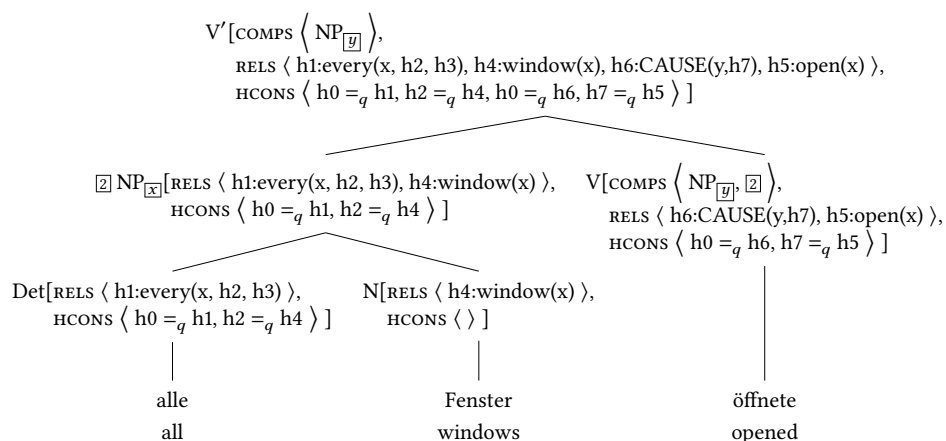 V′[COMPS ⟨ NP[y] ⟩,
RELS ⟨ h1:every(x, h2, h3), h4:window(x), h6:CAUSE(y,h7), h5:open(x) ⟩,
HCONS ⟨ h0 =q h1, h2 =q h4, h0 =q h6, h7 =q h5 ⟩ ]
[2] NP[x][RELS ⟨ h1:every(x, h2, h3), h4:window(x) ⟩,
HCONS ⟨ h0 =q h1, h2 =q h4 ⟩ ]
V[COMPS ⟨ NP[y], [2] ⟩,
RELS ⟨ h6:CAUSE(y,h7), h5:open(x) ⟩,
HCONS ⟨ h0 =q h6, h7 =q h5 ⟩ ]
Det[RELS ⟨ h1:every(x, h2, h3) ⟩,
HCONS ⟨ h0 =q h1, h2 =q h4 ⟩ ]
N[RELS ⟨ h4:window(x) ⟩,
HCONS ⟨ ⟩ ]
alle Fenster öffnete
all windows opened